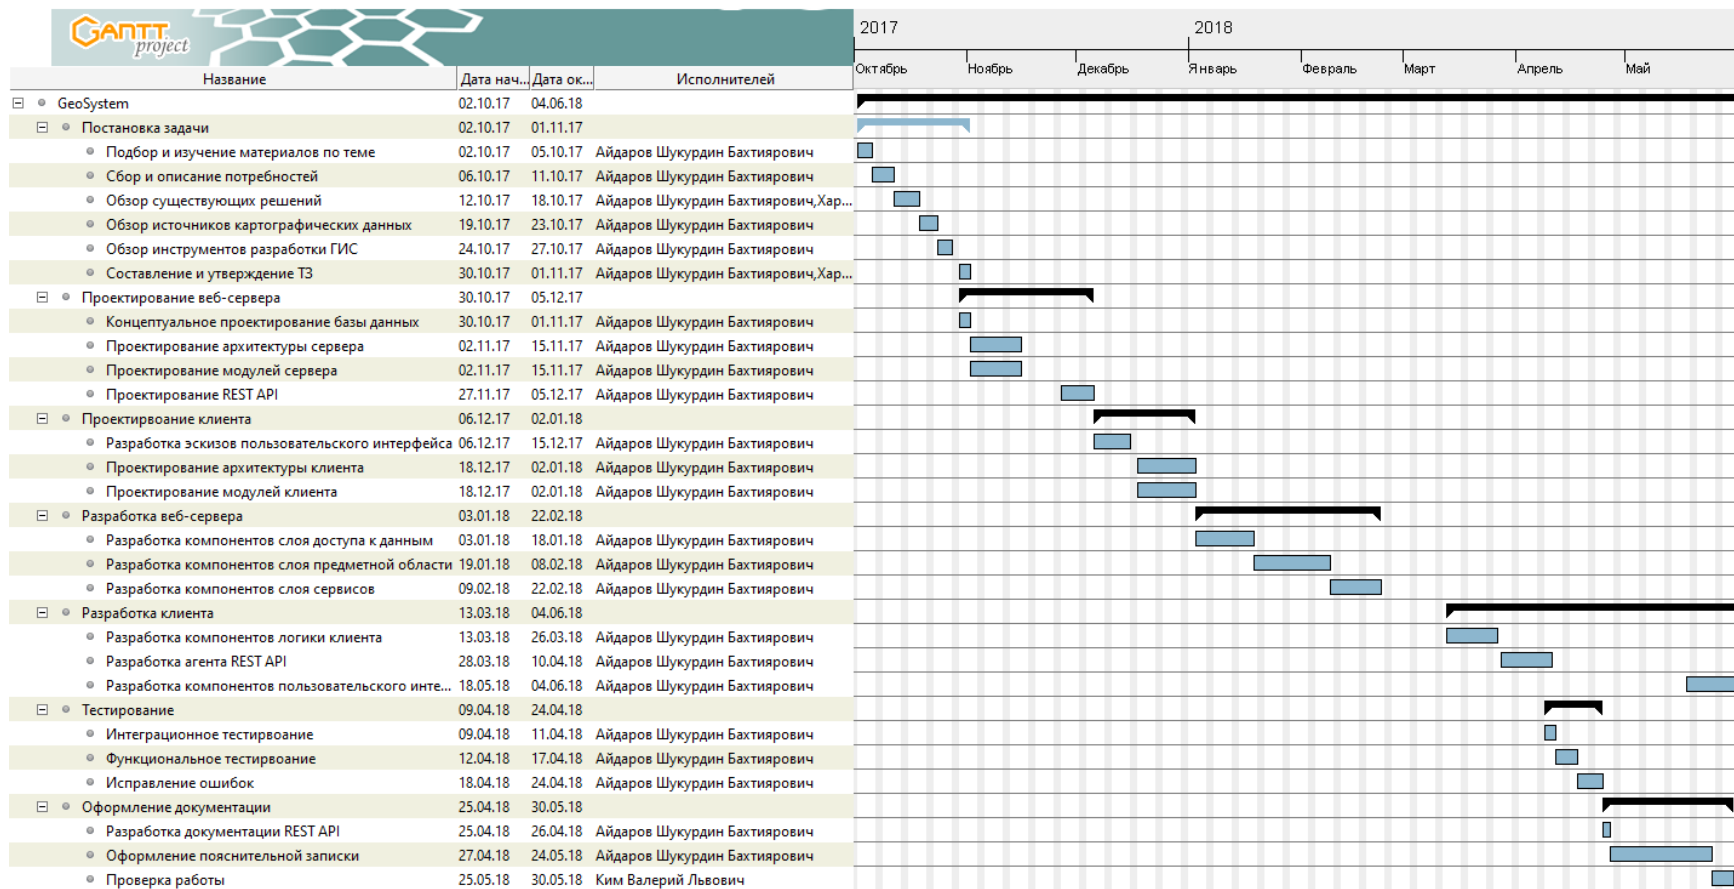 GANTT project
2017 2018
Октябрь Ноябрь Декабрь Январь Февраль Март Апрель Май
Название Дата нач... Дата ок... Исполнителей
GeoSystem 02.10.17 04.06.18
Постановка задачи 02.10.17 01.11.17
Подбор и изучение материалов по теме 02.10.17 05.10.17 Айдаров Шукурдин Бахтиярович
Сбор и описание потребностей 06.10.17 11.10.17 Айдаров Шукурдин Бахтиярович
Обзор существующих решений 12.10.17 18.10.17 Айдаров Шукурдин Бахтиярович,Хар...
Обзор источников картографических данных 19.10.17 23.10.17 Айдаров Шукурдин Бахтиярович
Обзор инструментов разработки ГИС 24.10.17 27.10.17 Айдаров Шукурдин Бахтиярович
Составление и утверждение ТЗ 30.10.17 01.11.17 Айдаров Шукурдин Бахтиярович,Хар...
Проектирование веб-сервера 30.10.17 05.12.17
Концептуальное проектирование базы данных 30.10.17 01.11.17 Айдаров Шукурдин Бахтиярович
Проектирование архитектуры сервера 02.11.17 15.11.17 Айдаров Шукурдин Бахтиярович
Проектирование модулей сервера 02.11.17 15.11.17 Айдаров Шукурдин Бахтиярович
Проектирование REST API 27.11.17 05.12.17 Айдаров Шукурдин Бахтиярович
Проектирвоание клиента 06.12.17 02.01.18
Разработка эскизов пользовательского интерфейса 06.12.17 15.12.17 Айдаров Шукурдин Бахтиярович
Проектирование архитектуры клиента 18.12.17 02.01.18 Айдаров Шукурдин Бахтиярович
Проектирование модулей клиента 18.12.17 02.01.18 Айдаров Шукурдин Бахтиярович
Разработка веб-сервера 03.01.18 22.02.18
Разработка компонентов слоя доступа к данным 03.01.18 18.01.18 Айдаров Шукурдин Бахтиярович
Разработка компонентов слоя предметной области 19.01.18 08.02.18 Айдаров Шукурдин Бахтиярович
Разработка компонентов слоя сервисов 09.02.18 22.02.18 Айдаров Шукурдин Бахтиярович
Разработка клиента 13.03.18 04.06.18
Разработка компонентов логики клиента 13.03.18 26.03.18 Айдаров Шукурдин Бахтиярович
Разработка агента REST API 28.03.18 10.04.18 Айдаров Шукурдин Бахтиярович
Разработка компонентов пользовательского инте... 18.05.18 04.06.18 Айдаров Шукурдин Бахтиярович
Тестирование 09.04.18 24.04.18
Интеграционное тестирвоание 09.04.18 11.04.18 Айдаров Шукурдин Бахтиярович
Функциональное тестирвоание 12.04.18 17.04.18 Айдаров Шукурдин Бахтиярович
Исправление ошибок 18.04.18 24.04.18 Айдаров Шукурдин Бахтиярович
Оформление документации 25.04.18 30.05.18
Разработка документации REST API 25.04.18 26.04.18 Айдаров Шукурдин Бахтиярович
Оформление пояснительной записки 27.04.18 24.05.18 Айдаров Шукурдин Бахтиярович
Проверка работы 25.05.18 30.05.18 Ким Валерий Львович